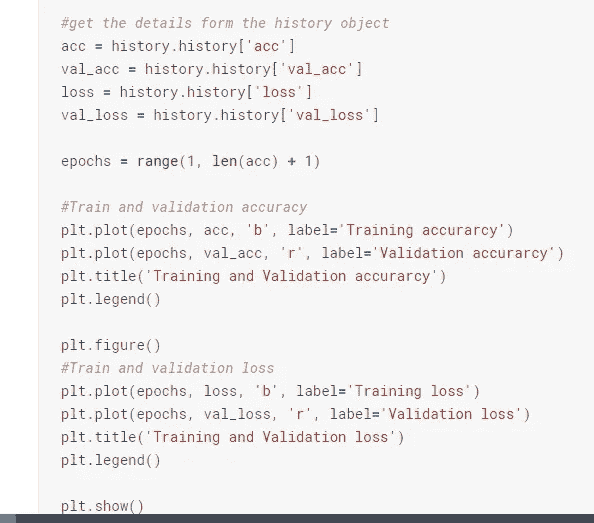 #get the details form the history object
acc = history.history['acc']
val_acc = history.history['val_acc']
loss = history.history['loss']
val_loss = history.history['val_loss']
epochs = range(1, len(acc) + 1)
#Train and validation accuracy
plt.plot(epochs, acc, 'b', label='Training accurarcy')
plt.plot(epochs, val_acc, 'r', label='Validation accurarcy')
plt.title('Training and Validation accurarcy')
plt.legend()
plt.figure()
#Train and validation loss
plt.plot(epochs, loss, 'b', label='Training loss')
plt.plot(epochs, val_loss, 'r', label='Validation loss')
plt.title('Training and Validation loss')
plt.legend()
plt.show()